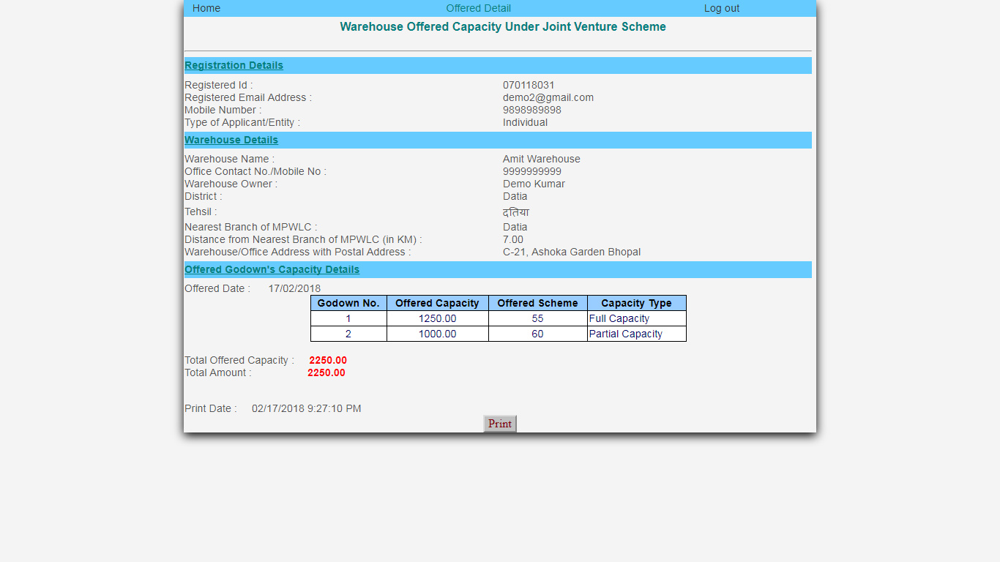 Home Offered Detail Log out
Warehouse Offered Capacity Under Joint Venture Scheme
Registration Details
Registered Id : 070118031
Registered Email Address : demo2@gmail.com
Mobile Number : 9898989898
Type of Applicant/Entity : Individual
Warehouse Details
Warehouse Name : Amit Warehouse
Office Contact No./Mobile No : 9999999999
Warehouse Owner : Demo Kumar
District : Datia
Tehsil : दतिया
Nearest Branch of MPWLC : Datia
Distance from Nearest Branch of MPWLC (in KM) : 7.00
Warehouse/Office Address with Postal Address : C-21, Ashoka Garden Bhopal
Offered Godown's Capacity Details
Offered Date : 17/02/2018
Godown No. Offered Capacity Offered Scheme Capacity Type
1 1250.00 55 Full Capacity
2 1000.00 60 Partial Capacity
Total Offered Capacity : 2250.00
Total Amount : 2250.00
Print Date : 02/17/2018 9:27:10 PM
Print